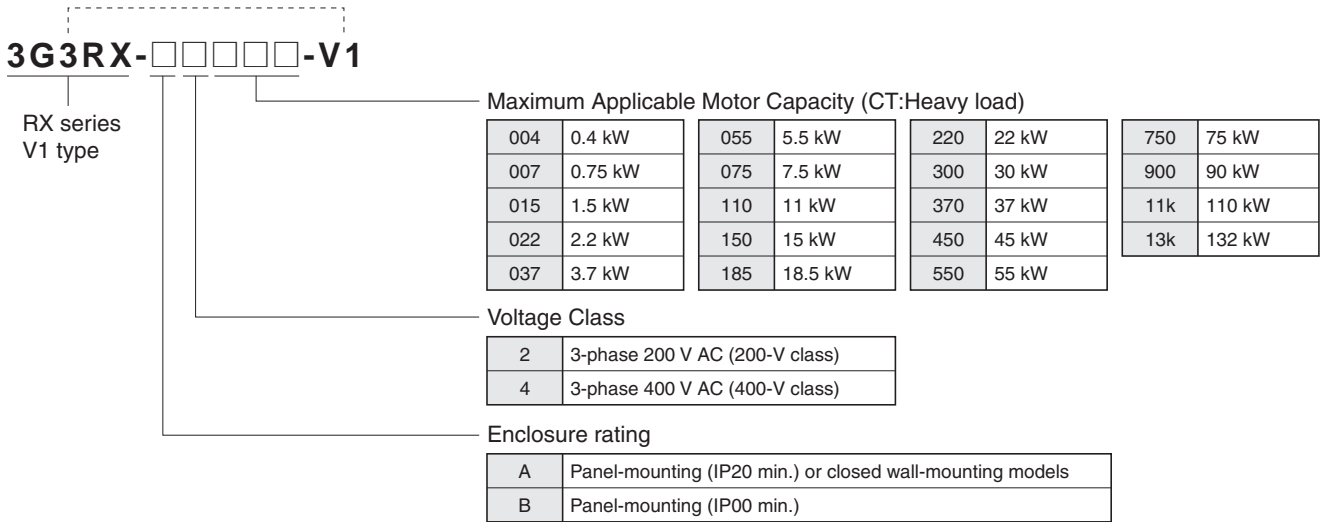 3G3RX-□□□□□-V1
RX series
V1 type
Maximum Applicable Motor Capacity (CT:Heavy load)
004 0.4 kW 055 5.5 kW 220 22 kW 750 75 kW
007 0.75 kW 075 7.5 kW 300 30 kW 900 90 kW
015 1.5 kW 110 11 kW 370 37 kW 11k 110 kW
022 2.2 kW 150 15 kW 450 45 kW 13k 132 kW
037 3.7 kW 185 18.5 kW 550 55 kW
Voltage Class
2 3-phase 200 V AC (200-V class)
4 3-phase 400 V AC (400-V class)
Enclosure rating
A Panel-mounting (IP20 min.) or closed wall-mounting models
B Panel-mounting (IP00 min.)